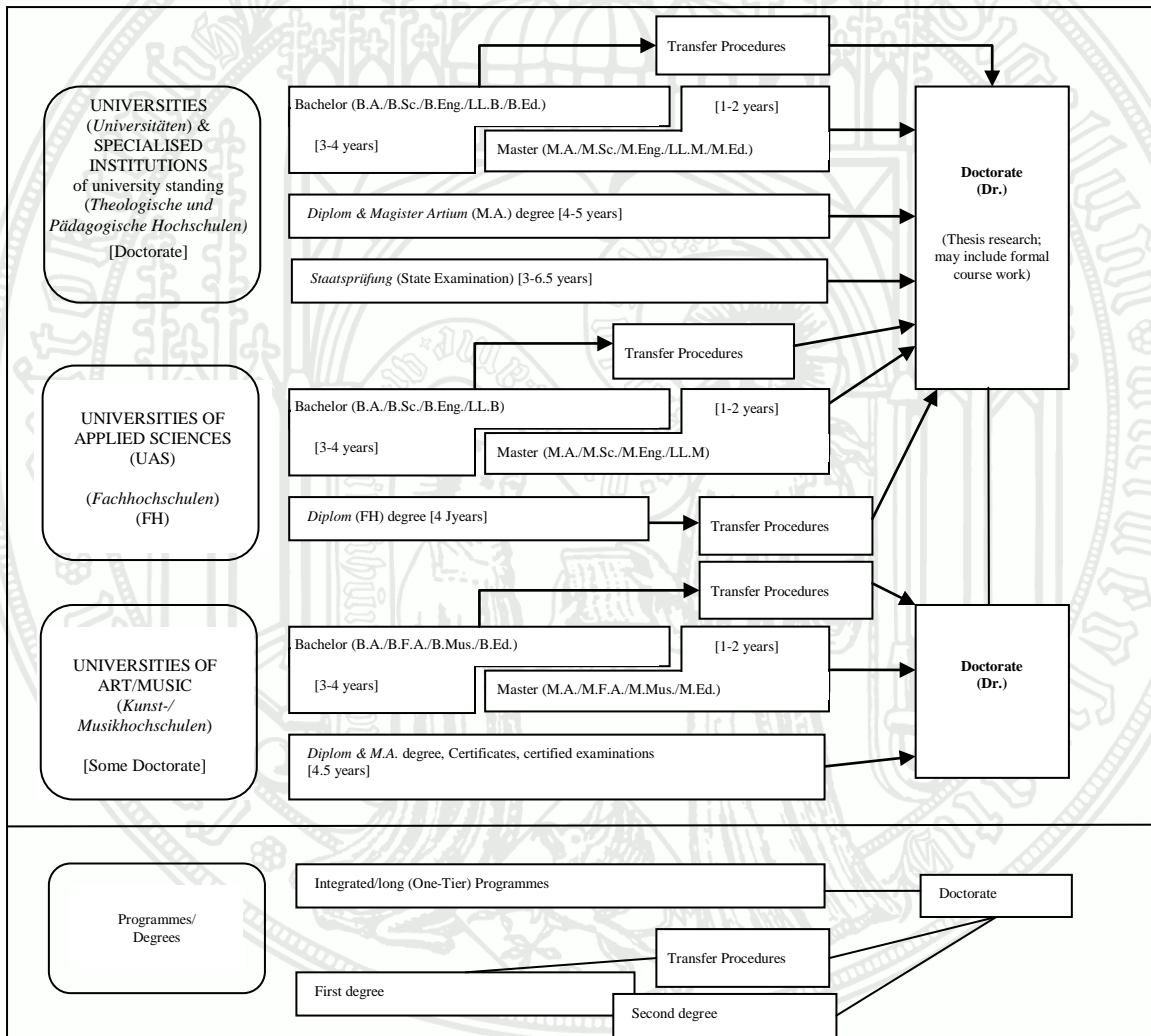 Transfer Procedures
UNIVERSITIES
(Universitäten) &
SPECIALISED
INSTITUTIONS
of university standing
(Theologische und
Pädagogische Hochschulen)
[Doctorate]
Bachelor (B.A./B.Sc./B.Eng./LL.B./B.Ed.)
[3-4 years]
[1-2 years]
Master (M.A./M.Sc./M.Eng./LL.M./M.Ed.)
Diplom & Magister Artium (M.A.) degree [4-5 years]
Staatsprüfung (State Examination) [3-6.5 years]
Doctorate
(Dr.)
(Thesis research;
may include formal
course work)
Transfer Procedures
UNIVERSITIES OF
APPLIED SCIENCES
(UAS)
(Fachhochschulen)
(FH)
Bachelor (B.A./B.Sc./B.Eng./LL.B)
[3-4 years]
[1-2 years]
Master (M.A./M.Sc./M.Eng./LL.M)
Diplom (FH) degree [4 Jyears]
Transfer Procedures
Transfer Procedures
UNIVERSITIES OF
ART/MUSIC
(Kunst-/
Musikhochschulen)
[Some Doctorate]
Bachelor (B.A./B.F.A./B.Mus./B.Ed.)
[3-4 years]
[1-2 years]
Master (M.A./M.F.A./M.Mus./M.Ed.)
Diplom & M.A. degree, Certificates, certified examinations
[4.5 years]
Doctorate
(Dr.)
Programmes/
Degrees
Integrated/long (One-Tier) Programmes
Doctorate
Transfer Procedures
First degree
Second degree